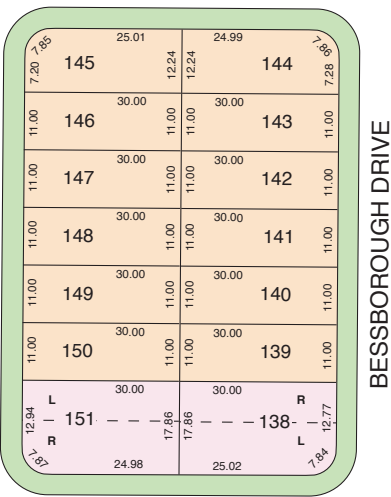 7.85 25.01 24.99 7.86
7.20 145 12.24 12.24 144 7.28
30.00 30.00
11.00 146 11.00 11.00 143 11.00
30.00 30.00
11.00 147 11.00 11.00 142 11.00
30.00 30.00
11.00 148 11.00 11.00 141 11.00
30.00 30.00
11.00 149 11.00 11.00 140 11.00
30.00 30.00
11.00 150 11.00 11.00 139 11.00
30.00 30.00
L R
12.94 151 17.86 17.86 138 12.77
R L
7.87 24.98 25.02 7.84
BESSBOROUGH DRIVE